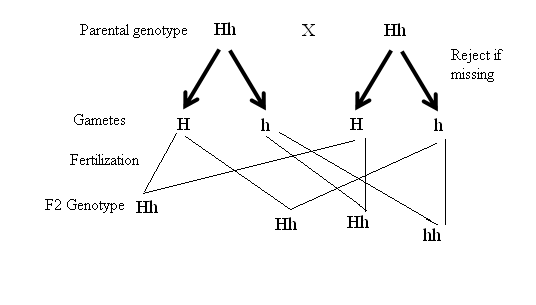 Parental genotype Hh X Hh
Reject if
missing
Gametes H h H h
Fertilization
F2 Genotype Hh Hh Hh hh